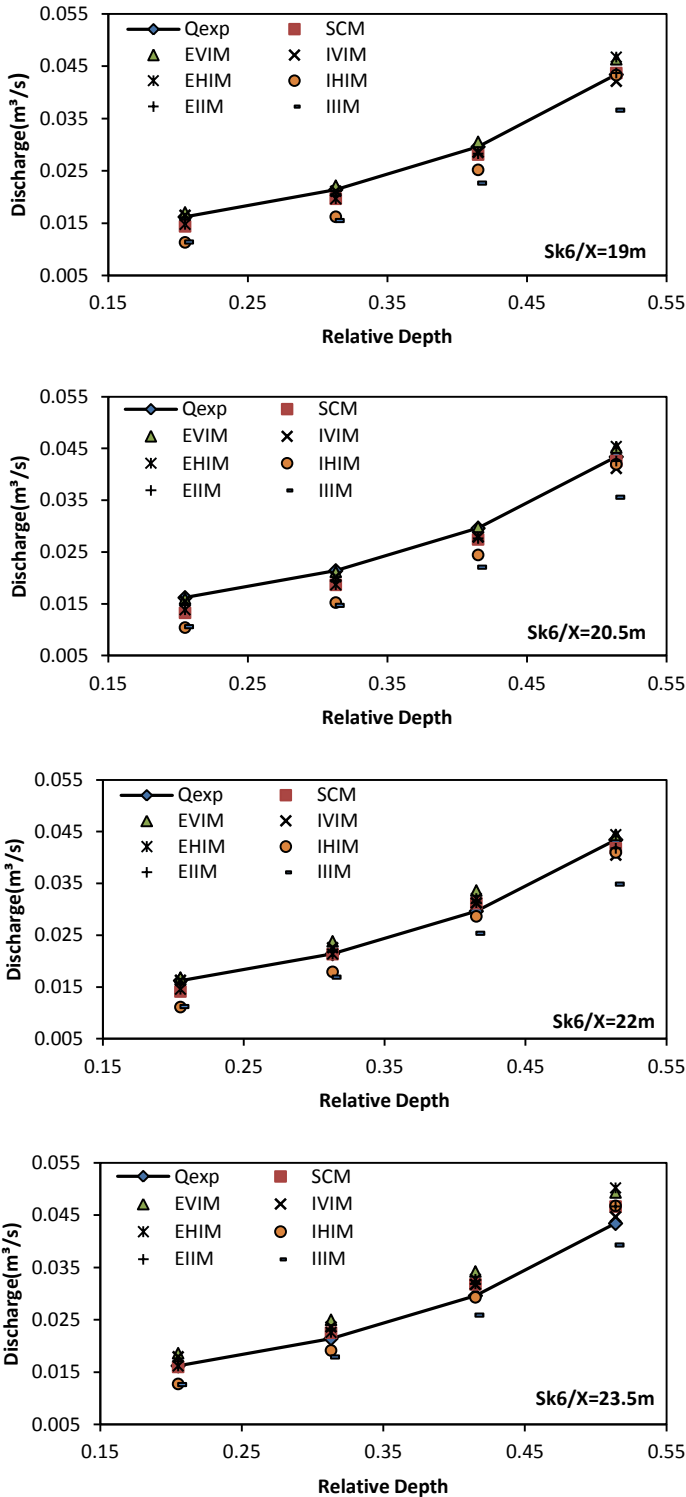 0.055
0.045
0.035
0.025
0.015
0.005
Discharge(m³/s)
Qexp SCM
EVIM IVIM
EHIM IHIM
EIIM IIIM
Sk6/X=19m
0.15 0.25 0.35 0.45 0.55
Relative Depth
0.055
0.045
0.035
0.025
0.015
0.005
Discharge(m³/s)
Qexp SCM
EVIM IVIM
EHIM IHIM
EIIM IIIM
Sk6/X=20.5m
0.15 0.25 0.35 0.45 0.55
Relative Depth
0.055
0.045
0.035
0.025
0.015
0.005
Discharge(m³/s)
Qexp SCM
EVIM IVIM
EHIM IHIM
EIIM IIIM
Sk6/X=22m
0.15 0.25 0.35 0.45 0.55
Relative Depth
0.055
0.045
0.035
0.025
0.015
0.005
Discharge(m³/s)
Qexp SCM
EVIM IVIM
EHIM IHIM
EIIM IIIM
Sk6/X=23.5m
0.15 0.25 0.35 0.45 0.55
Relative Depth